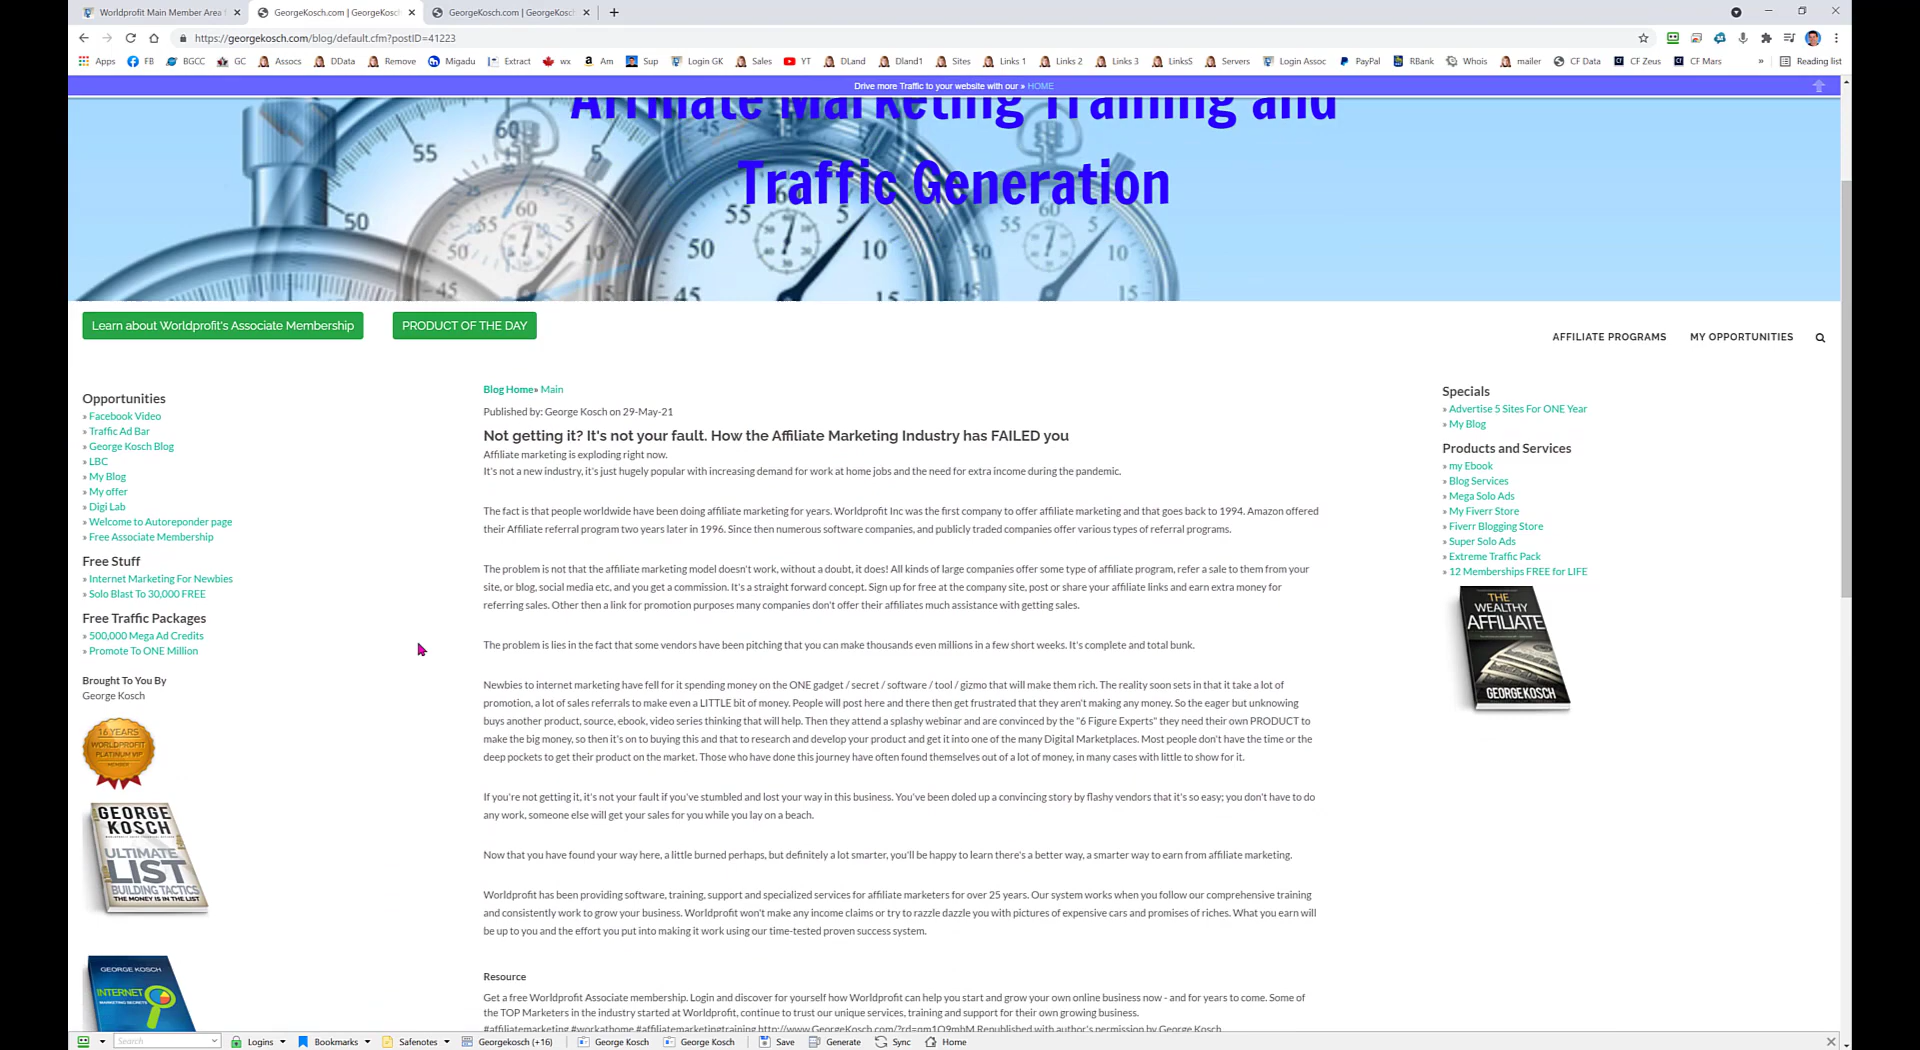 Worldprofit Main Member Area
GeorgeKosch.com | GeorgeKosch
GeorgeKosch.com | GeorgeKosch
https://georgekosch.com/blog/default.cfm?postID=41223
Apps FB BGCC GC Assocs DData Remove Migadu Extract wx Am Sup Login GK Sales YT DLand Dland1 Sites Links 1 Links 2 Links 3 LinksS Servers Login Assoc PayPal RBank Whois mailer CF Data CF Zeus CF Mars » Reading list
Drive more Traffic to your website with our » HOME
Affiliate Marketing Training and
Traffic Generation
Learn about Worldprofit's Associate Membership
PRODUCT OF THE DAY
AFFILIATE PROGRAMS
MY OPPORTUNITIES
Opportunities
» Facebook Video
» Traffic Ad Bar
» George Kosch Blog
» LBC
» My Blog
» My offer
» Digi Lab
» Welcome to Autoreponder page
» Free Associate Membership
Free Stuff
» Internet Marketing For Newbies
» Solo Blast To 30,000 FREE
Free Traffic Packages
» 500,000 Mega Ad Credits
» Promote To ONE Million
Brought To You By
George Kosch
16 YEARS
WORLDPROFIT
PLATINUM VIP
MEMBER
GEORGE
KOSCH
ULTIMATE
LIST
BUILDING TACTICS
THE MONEY IS IN THE LIST
GEORGE KOSCH
INTERNET
MARKETING SECRETS
Blog Home» Main
Published by: George Kosch on 29-May-21
Not getting it? It's not your fault. How the Affiliate Marketing Industry has FAILED you
Affiliate marketing is exploding right now.
It's not a new industry, it's just hugely popular with increasing demand for work at home jobs and the need for extra income during the pandemic.
The fact is that people worldwide have been doing affiliate marketing for years. Worldprofit Inc was the first company to offer affiliate marketing and that goes back to 1994. Amazon offered
their Affiliate referral program two years later in 1996. Since then numerous software companies, and publicly traded companies offer various types of referral programs.
The problem is not that the affiliate marketing model doesn't work, without a doubt, it does! All kinds of large companies offer some type of affiliate program, refer a sale to them from your
site, or blog, social media etc, and you get a commission. It's a straight forward concept. Sign up for free at the company site, post or share your affiliate links and earn extra money for
referring sales. Other then a link for promotion purposes many companies don't offer their affiliates much assistance with getting sales.
The problem is lies in the fact that some vendors have been pitching that you can make thousands even millions in a few short weeks. It's complete and total bunk.
Newbies to internet marketing have fell for it spending money on the ONE gadget / secret / software / tool / gizmo that will make them rich. The reality soon sets in that it take a lot of
promotion, a lot of sales referrals to make even a LITTLE bit of money. People will post here and there then get frustrated that they aren't making any money. So the eager but unknowing
buys another product, source, ebook, video series thinking that will help. Then they attend a splashy webinar and are convinced by the "6 Figure Experts" they need their own PRODUCT to
make the big money, so then it's on to buying this and that to research and develop your product and get it into one of the many Digital Marketplaces. Most people don't have the time or the
deep pockets to get their product on the market. Those who have done this journey have often found themselves out of a lot of money, in many cases with little to show for it.
If you're not getting it, it's not your fault if you've stumbled and lost your way in this business. You've been doled up a convincing story by flashy vendors that it's so easy; you don't have to do
any work, someone else will get your sales for you while you lay on a beach.
Now that you have found your way here, a little burned perhaps, but definitely a lot smarter, you'll be happy to learn there's a better way, a smarter way to earn from affiliate marketing.
Worldprofit has been providing software, training, support and specialized services for affiliate marketers for over 25 years. Our system works when you follow our comprehensive training
and consistently work to grow your business. Worldprofit won't make any income claims or try to razzle dazzle you with pictures of expensive cars and promises of riches. What you earn will
be up to you and the effort you put into making it work using our time-tested proven success system.
Resource
Get a free Worldprofit Associate membership. Login and discover for yourself how Worldprofit can help you start and grow your own online business now - and for years to come. Some of
the TOP Marketers in the industry started at Worldprofit, continue to trust our unique services, training and support for their own growing business.
#affiliatemarketing #workathome #affiliatemarketingtraining http://www.GeorgeKosch.com/?rd=qm1O9mhM Republished with author's permission by George Kosch
Specials
» Advertise 5 Sites For ONE Year
» My Blog
Products and Services
» my Ebook
» Blog Services
» Mega Solo Ads
» My Fiverr Store
» Fiverr Blogging Store
» Super Solo Ads
» Extreme Traffic Pack
» 12 Memberships FREE for LIFE
THE
WEALTHY
AFFILIATE
GEORGE KOSCH
Search Logins Bookmarks Safenotes Georgekosch (+16) George Kosch George Kosch Save Generate Sync Home